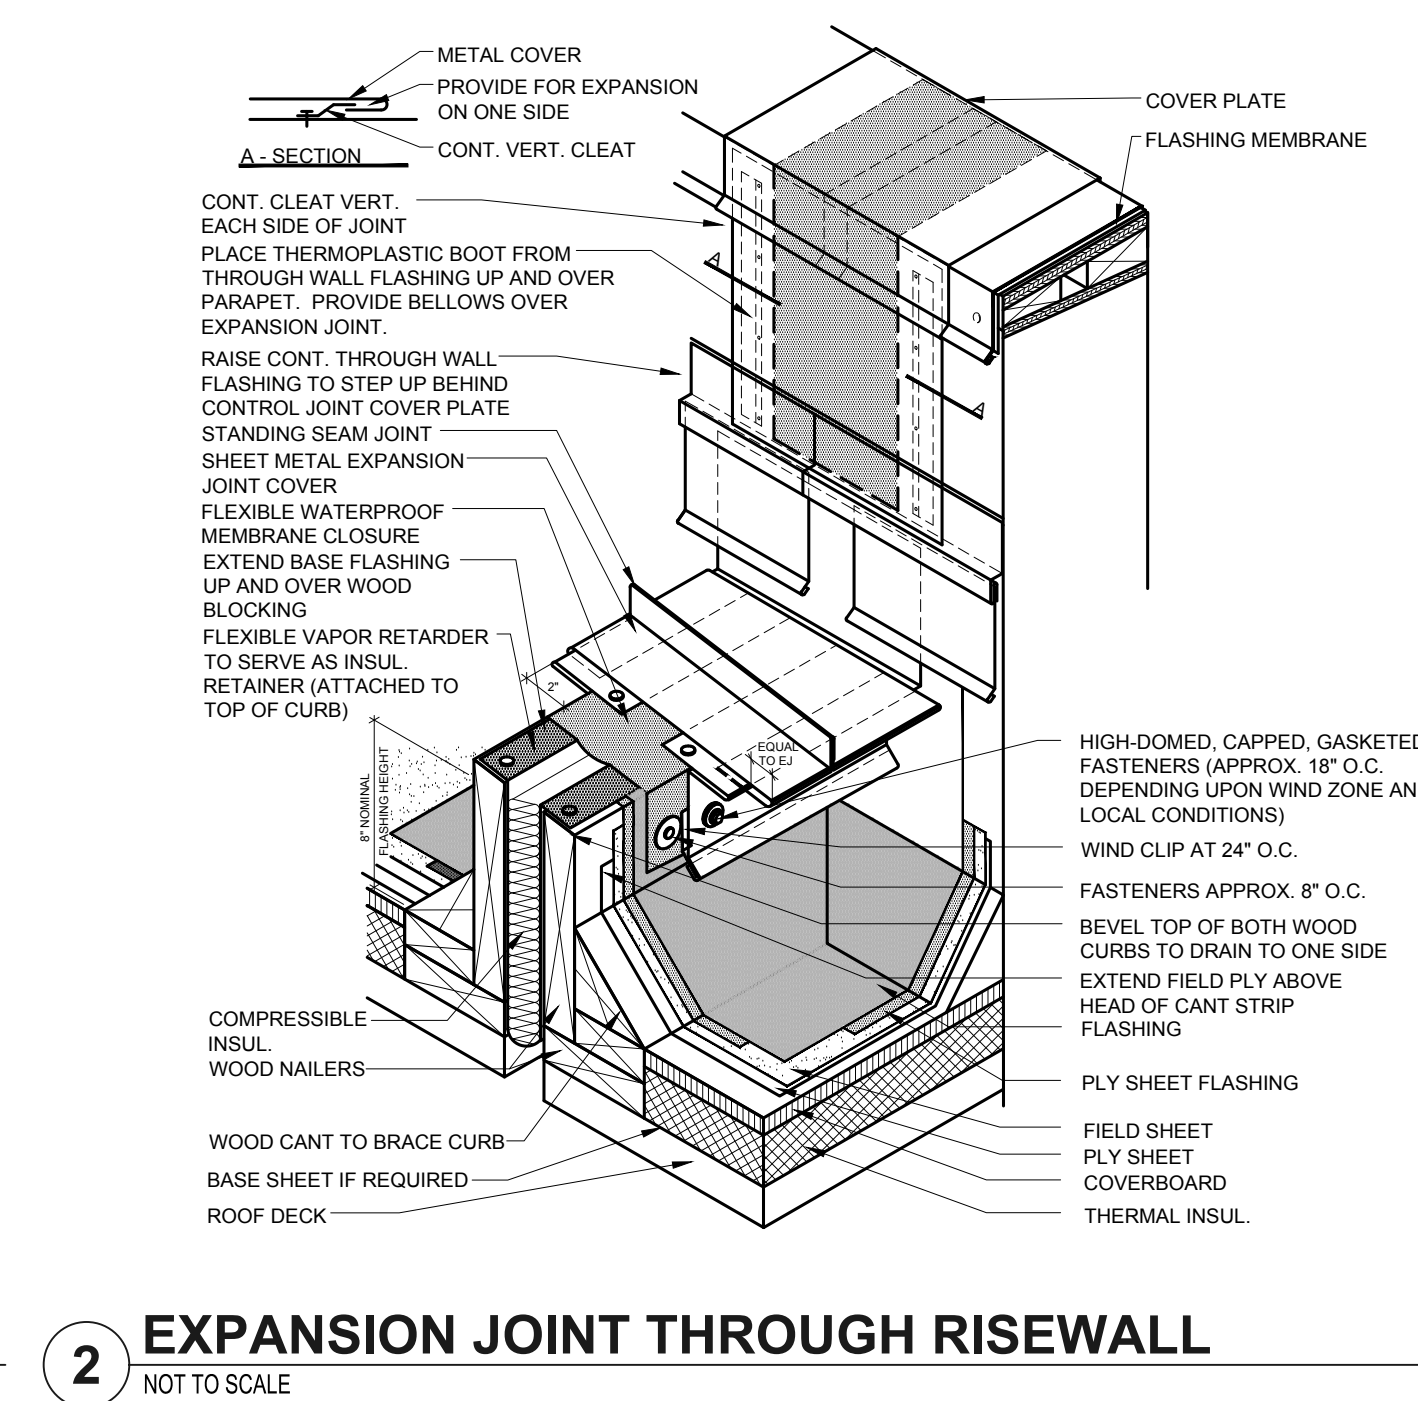 METAL COVER
PROVIDE FOR EXPANSION
ON ONE SIDE
CONT. VERT. CLEAT
A - SECTION
COVER PLATE
FLASHING MEMBRANE
CONT. CLEAT VERT.
EACH SIDE OF JOINT
PLACE THERMOPLASTIC BOOT FROM
THROUGH WALL FLASHING UP AND OVER
PARAPET. PROVIDE BELLOWS OVER
EXPANSION JOINT.
RAISE CONT. THROUGH WALL
FLASHING TO STEP UP BEHIND
CONTROL JOINT COVER PLATE
STANDING SEAM JOINT
SHEET METAL EXPANSION
JOINT COVER
FLEXIBLE WATERPROOF
MEMBRANE CLOSURE
EXTEND BASE FLASHING
UP AND OVER WOOD
BLOCKING
FLEXIBLE VAPOR RETARDER
TO SERVE AS INSUL.
RETAINER (ATTACHED TO
TOP OF CURB)
A
A
2"
EQUAL
TO EJ
8" NOMINAL
FLASHING HEIGHT
HIGH-DOMED, CAPPED, GASKETED
FASTENERS (APPROX. 18" O.C.
DEPENDING UPON WIND ZONE AN
LOCAL CONDITIONS)
WIND CLIP AT 24" O.C.
FASTENERS APPROX. 8" O.C.
BEVEL TOP OF BOTH WOOD
CURBS TO DRAIN TO ONE SIDE
EXTEND FIELD PLY ABOVE
HEAD OF CANT STRIP
FLASHING
PLY SHEET FLASHING
FIELD SHEET
PLY SHEET
COVERBOARD
THERMAL INSUL.
COMPRESSIBLE
INSUL.
WOOD NAILERS
WOOD CANT TO BRACE CURB
BASE SHEET IF REQUIRED
ROOF DECK
2
EXPANSION JOINT THROUGH RISEWALL
NOT TO SCALE